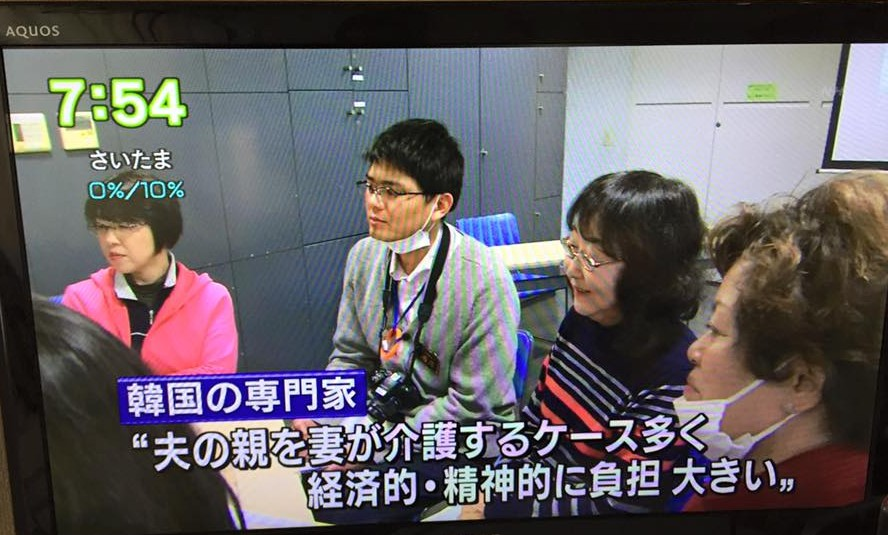 AQUOS
7:54
さいたま
0%/10%
韓国の専門家
“夫の親を妻が介護するケース多く
経済的・精神的に負担 大きい„